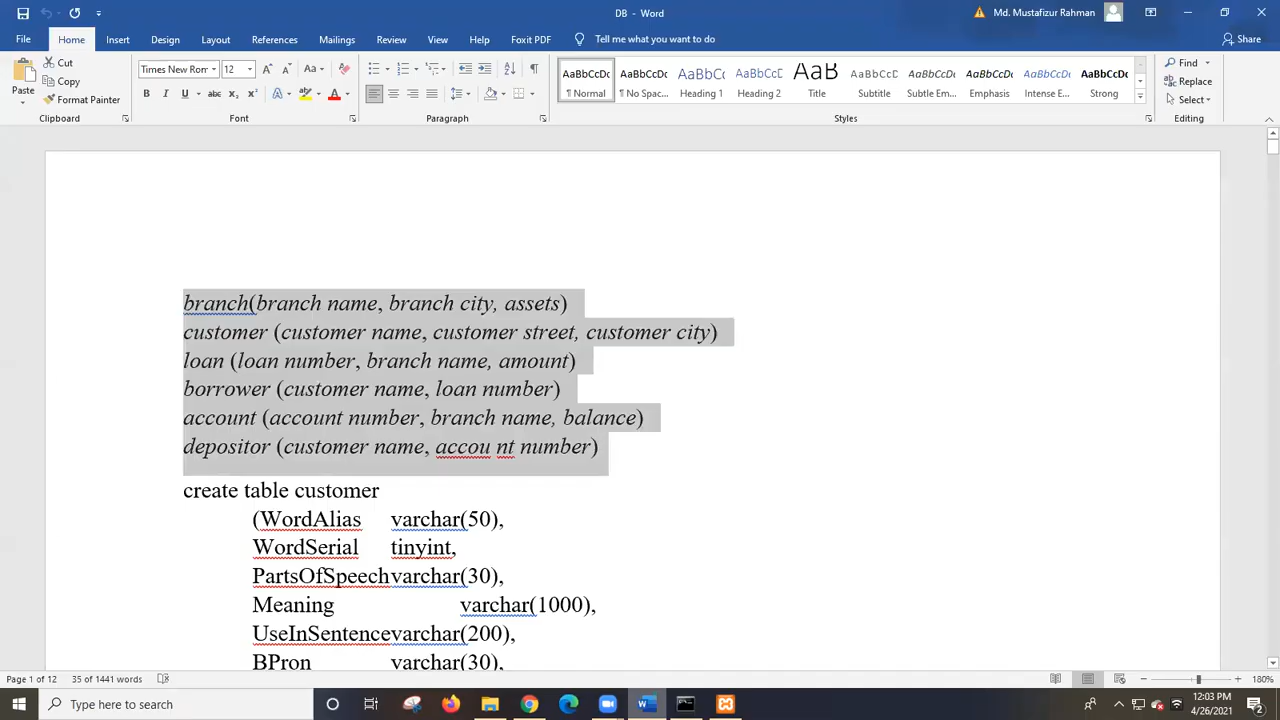 DB - Word
Md. Mustafizur Rahman
File Home Insert Design Layout References Mailings Review View Help Foxit PDF Tell me what you want to do Share
Paste
Cut
Copy
Format Painter
Clipboard
Times New Ron 12
Font
Paragraph
AaBbCcDc AaBbCcDc AaBbCcD AaBbCcD AaB AaBbCcD AaBbCcDc AaBbCcDc AaBbCcDc AaBbCcDc
¶ Normal ¶ No Spac... Heading 1 Heading 2 Title Subtitle Subtle Em... Emphasis Intense E... Strong
Styles
Find
Replace
Select
Editing
branch(branch name, branch city, assets)
customer (customer name, customer street, customer city)
loan (loan number, branch name, amount)
borrower (customer name, loan number)
account (account number, branch name, balance)
depositor (customer name, accou nt number)
create table customer
(WordAlias varchar(50),
WordSerial tinyint,
PartsOfSpeechvarchar(30),
Meaning varchar(1000),
UseInSentencevarchar(200),
BPron varchar(30),
Page 1 of 12 35 of 1441 words 180%
Type here to search
12:03 PM
4/26/2021
2